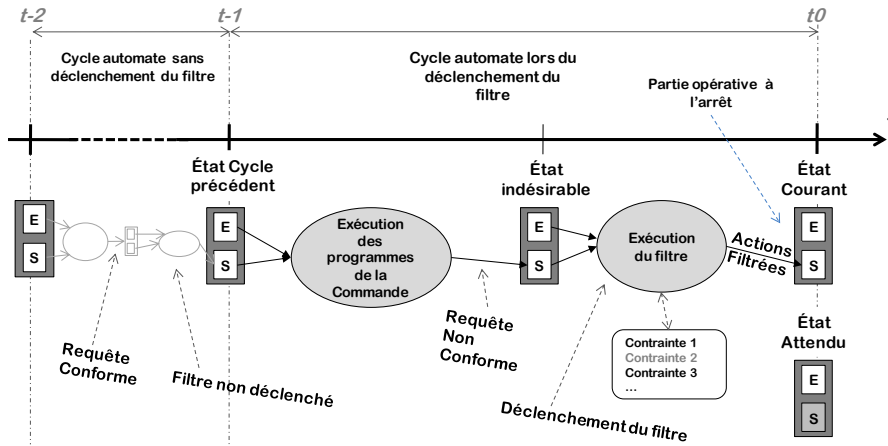 t-2
t-1
t0
Cycle automate sans
déclenchement du filtre
Cycle automate lors du
déclenchement du
filtre
Partie opérative à
l'arrêt
État Cycle
précédent
État
indésirable
État
Courant
E
S
E
S
Exécution
des
programmes
de la
Commande
E
S
Exécution
du filtre
Actions
Filtrées
E
S
Requête
Conforme
Filtre non déclenché
Requête
Non
Conforme
Déclenchement du filtre
Contrainte 1
Contrainte 2
Contrainte 3
...
État
Attendu
E
S